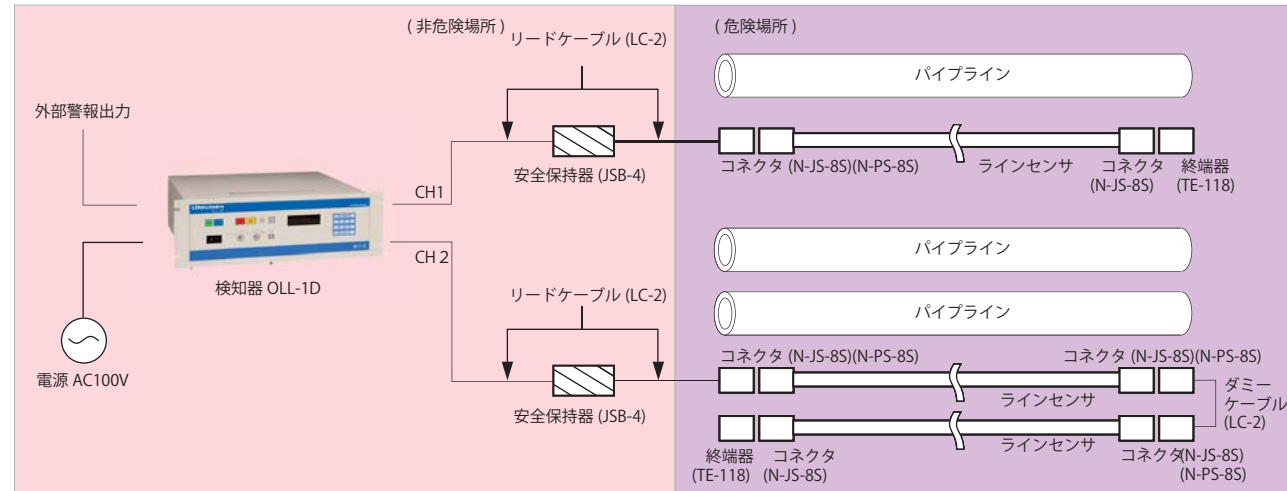 ( 非危険場所 )
リードケーブル (LC-2)
( 危険場所 )
パイプライン
外部警報出力
CH1
安全保持器 (JSB-4)
コネクタ (N-JS-8S)(N-PS-8S)
ラインセンサ
コネクタ
(N-JS-8S)
終端器
(TE-118)
検知器 OLL-1D
CH 2
パイプライン
リードケーブル (LC-2)
パイプライン
電源 AC100V
安全保持器 (JSB-4)
コネクタ (N-JS-8S)(N-PS-8S)
コネクタ (N-JS-8S)(N-PS-8S)
ラインセンサ
ダミー
ケーブル
(LC-2)
ラインセンサ
終端器
(TE-118)
コネクタ
(N-JS-8S)
コネクタ(N-JS-8S)
(N-PS-8S)